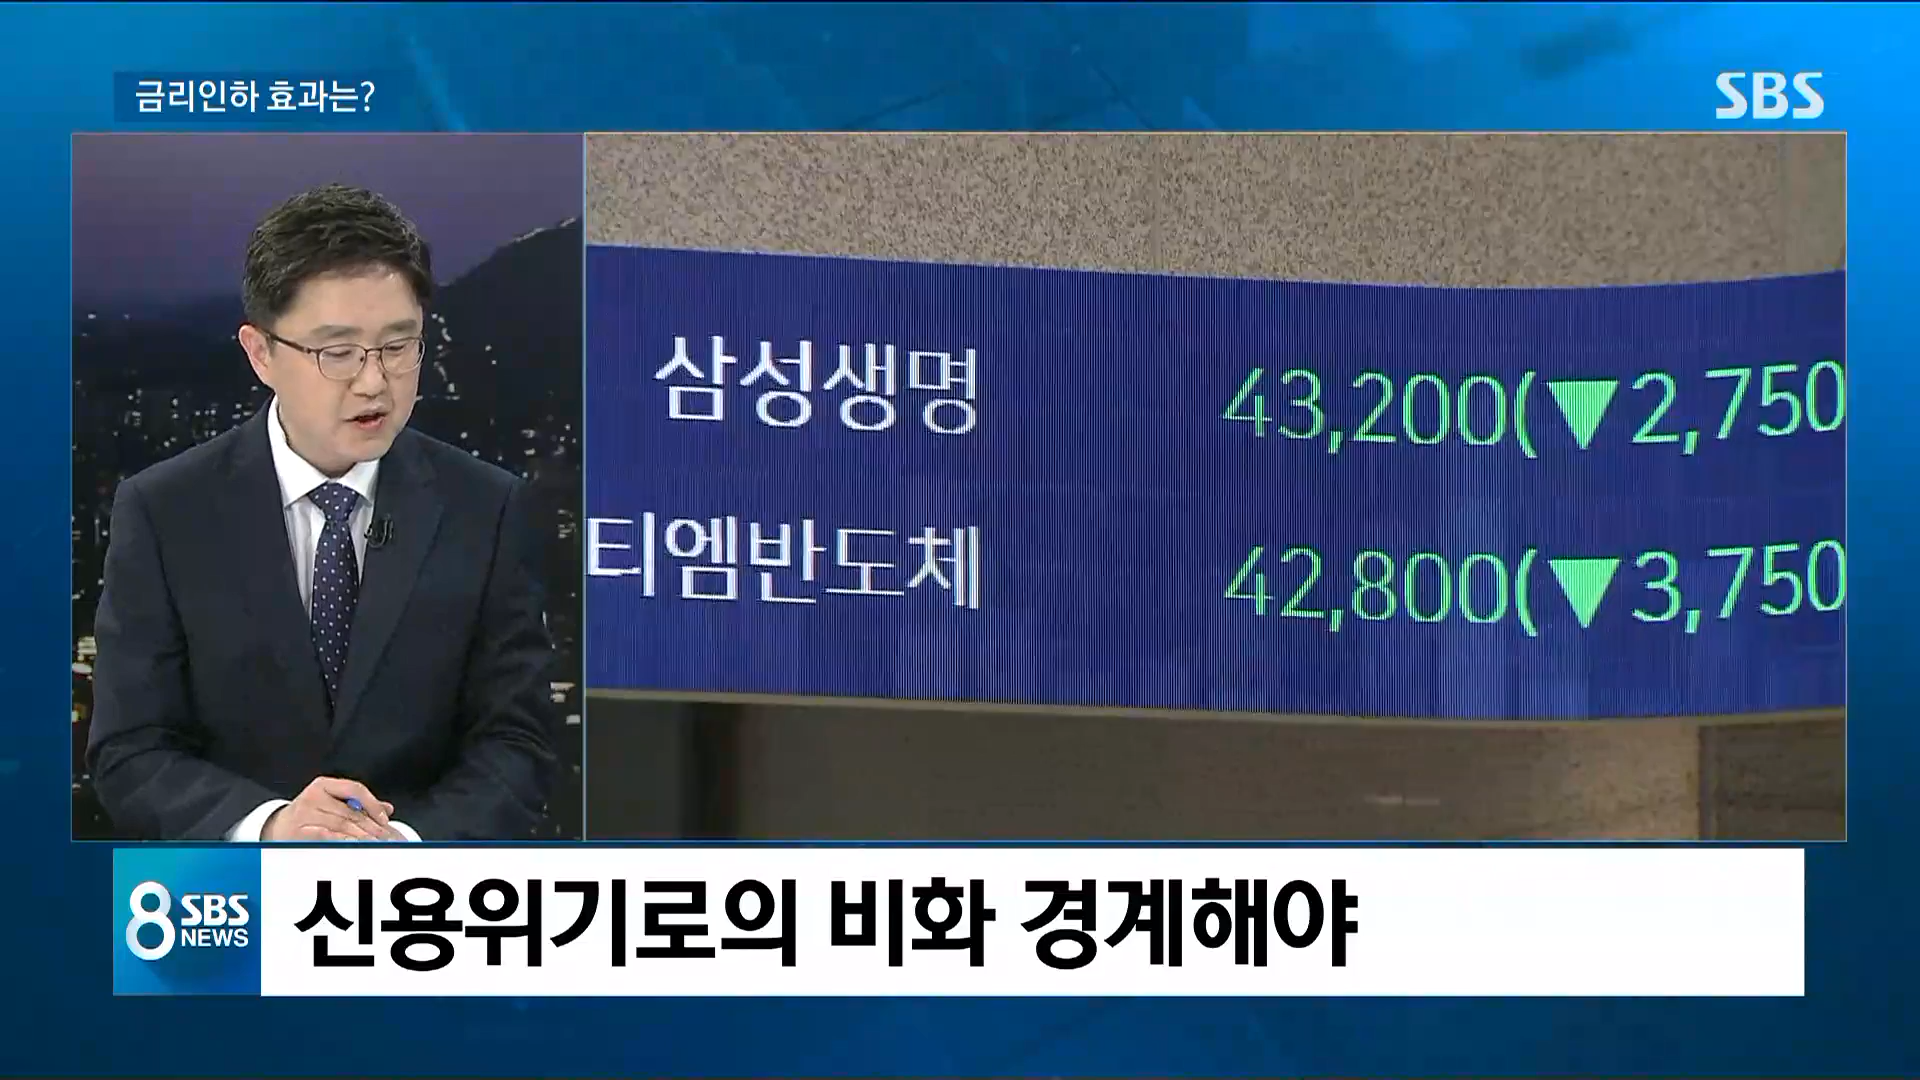 금리인하 효과는?
SBS
삼성생명 43,200(▼2,750
티엠반도체 42,800(▼3,750
8 SBS NEWS
신용위기로의 비화 경계해야